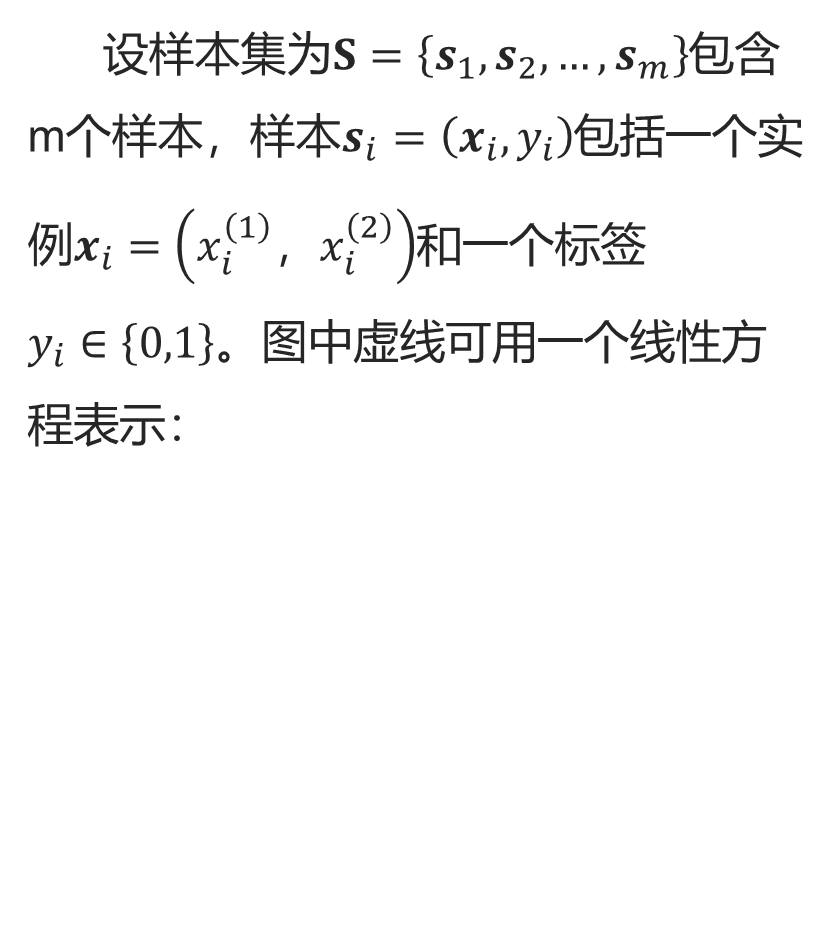 设样本集为S = {s₁, s₂, … , sₘ}包含
m个样本，样本sᵢ = (xᵢ, yᵢ)包括一个实
例xᵢ = (xᵢ⁽¹⁾，xᵢ⁽²⁾)和一个标签
yᵢ ∈ {0,1}。图中虚线可用一个线性方
程表示：